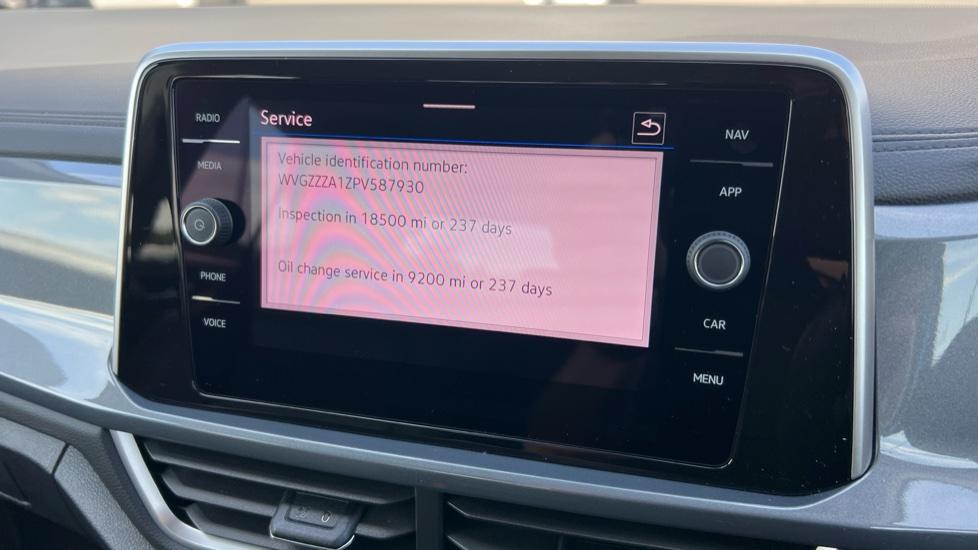 RADIO
Service
NAV
MEDIA
Vehicle identification number:
WVGZZZA1ZPV587930
APP
Inspection in 18500 mi or 237 days
PHONE
Oil change service in 9200 mi or 237 days
VOICE
CAR
MENU